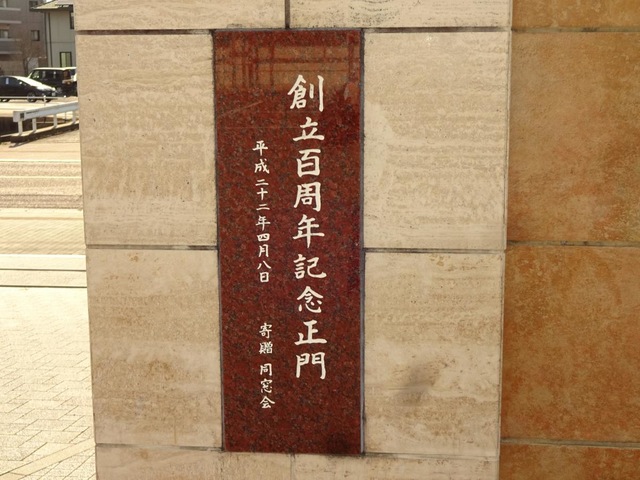 創立百周年記念正門
平成二十二年四月八日 寄贈 同窓会